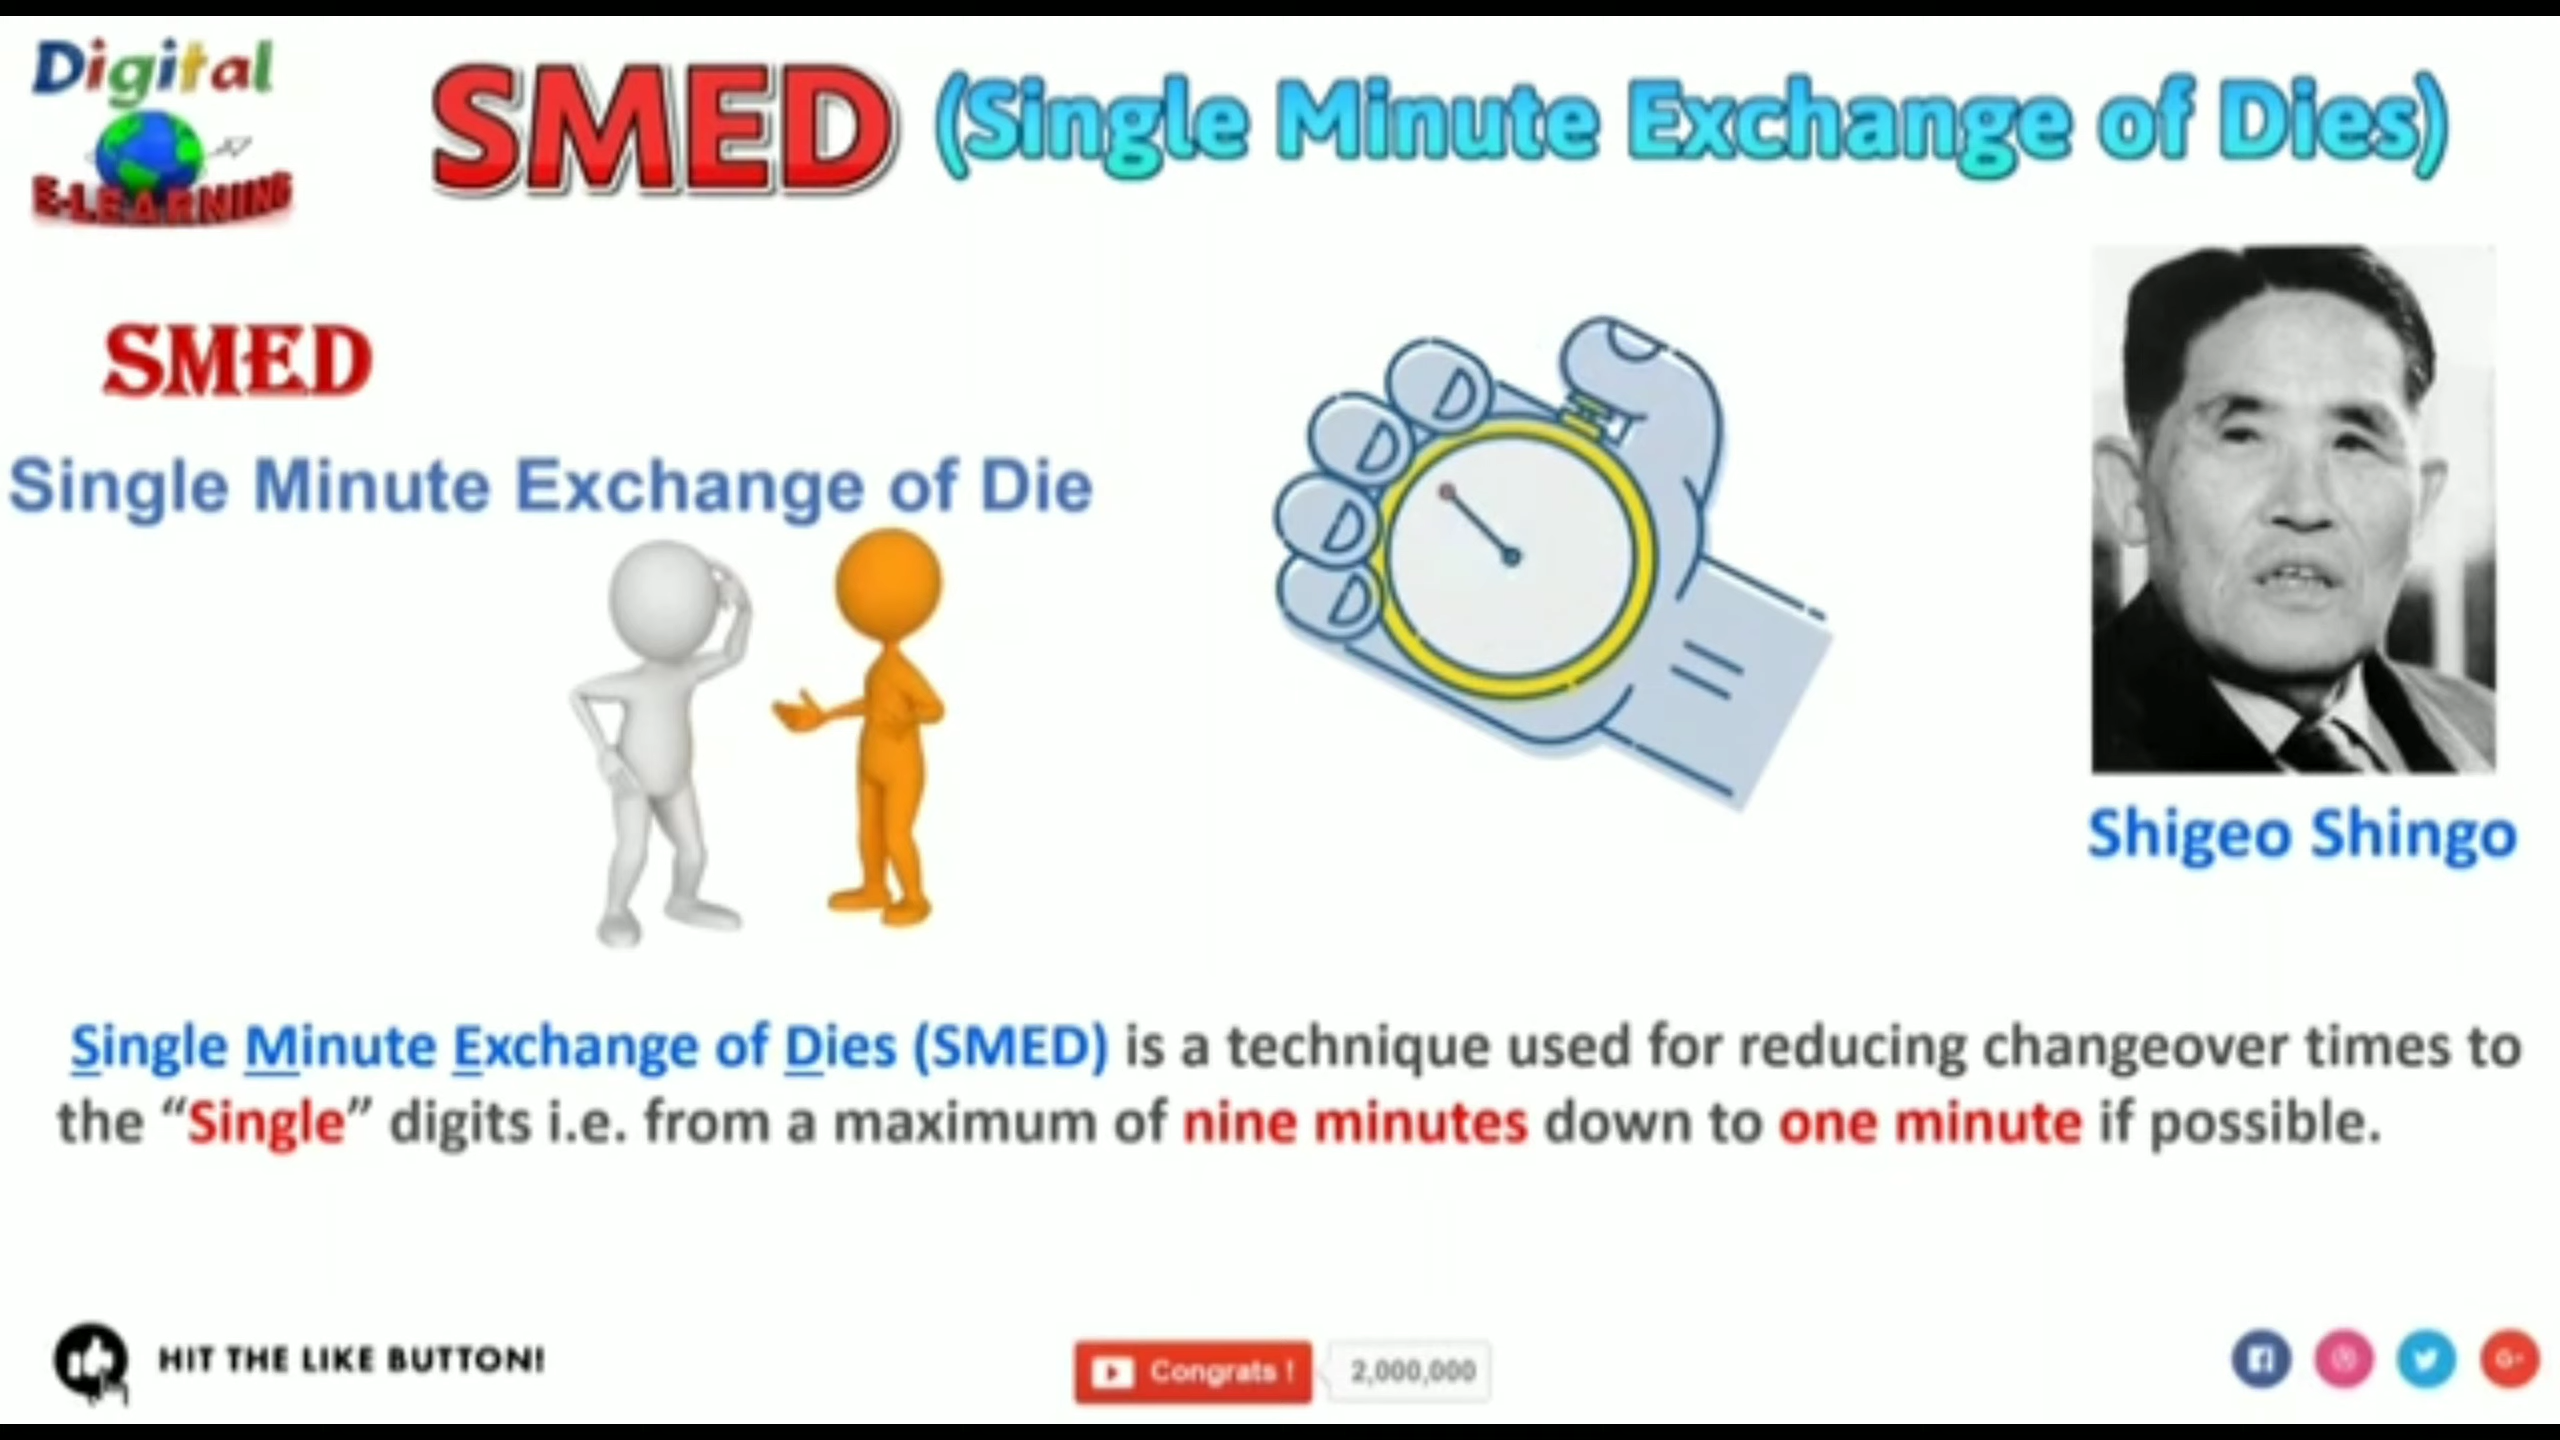 Digital
E-LEARNING
SMED (Single Minute Exchange of Dies)
SMED
Single Minute Exchange of Die
Shigeo Shingo
Single Minute Exchange of Dies (SMED) is a technique used for reducing changeover times to
the “Single” digits i.e. from a maximum of nine minutes down to one minute if possible.
HIT THE LIKE BUTTON!
Congrats !
2,000,000
G+